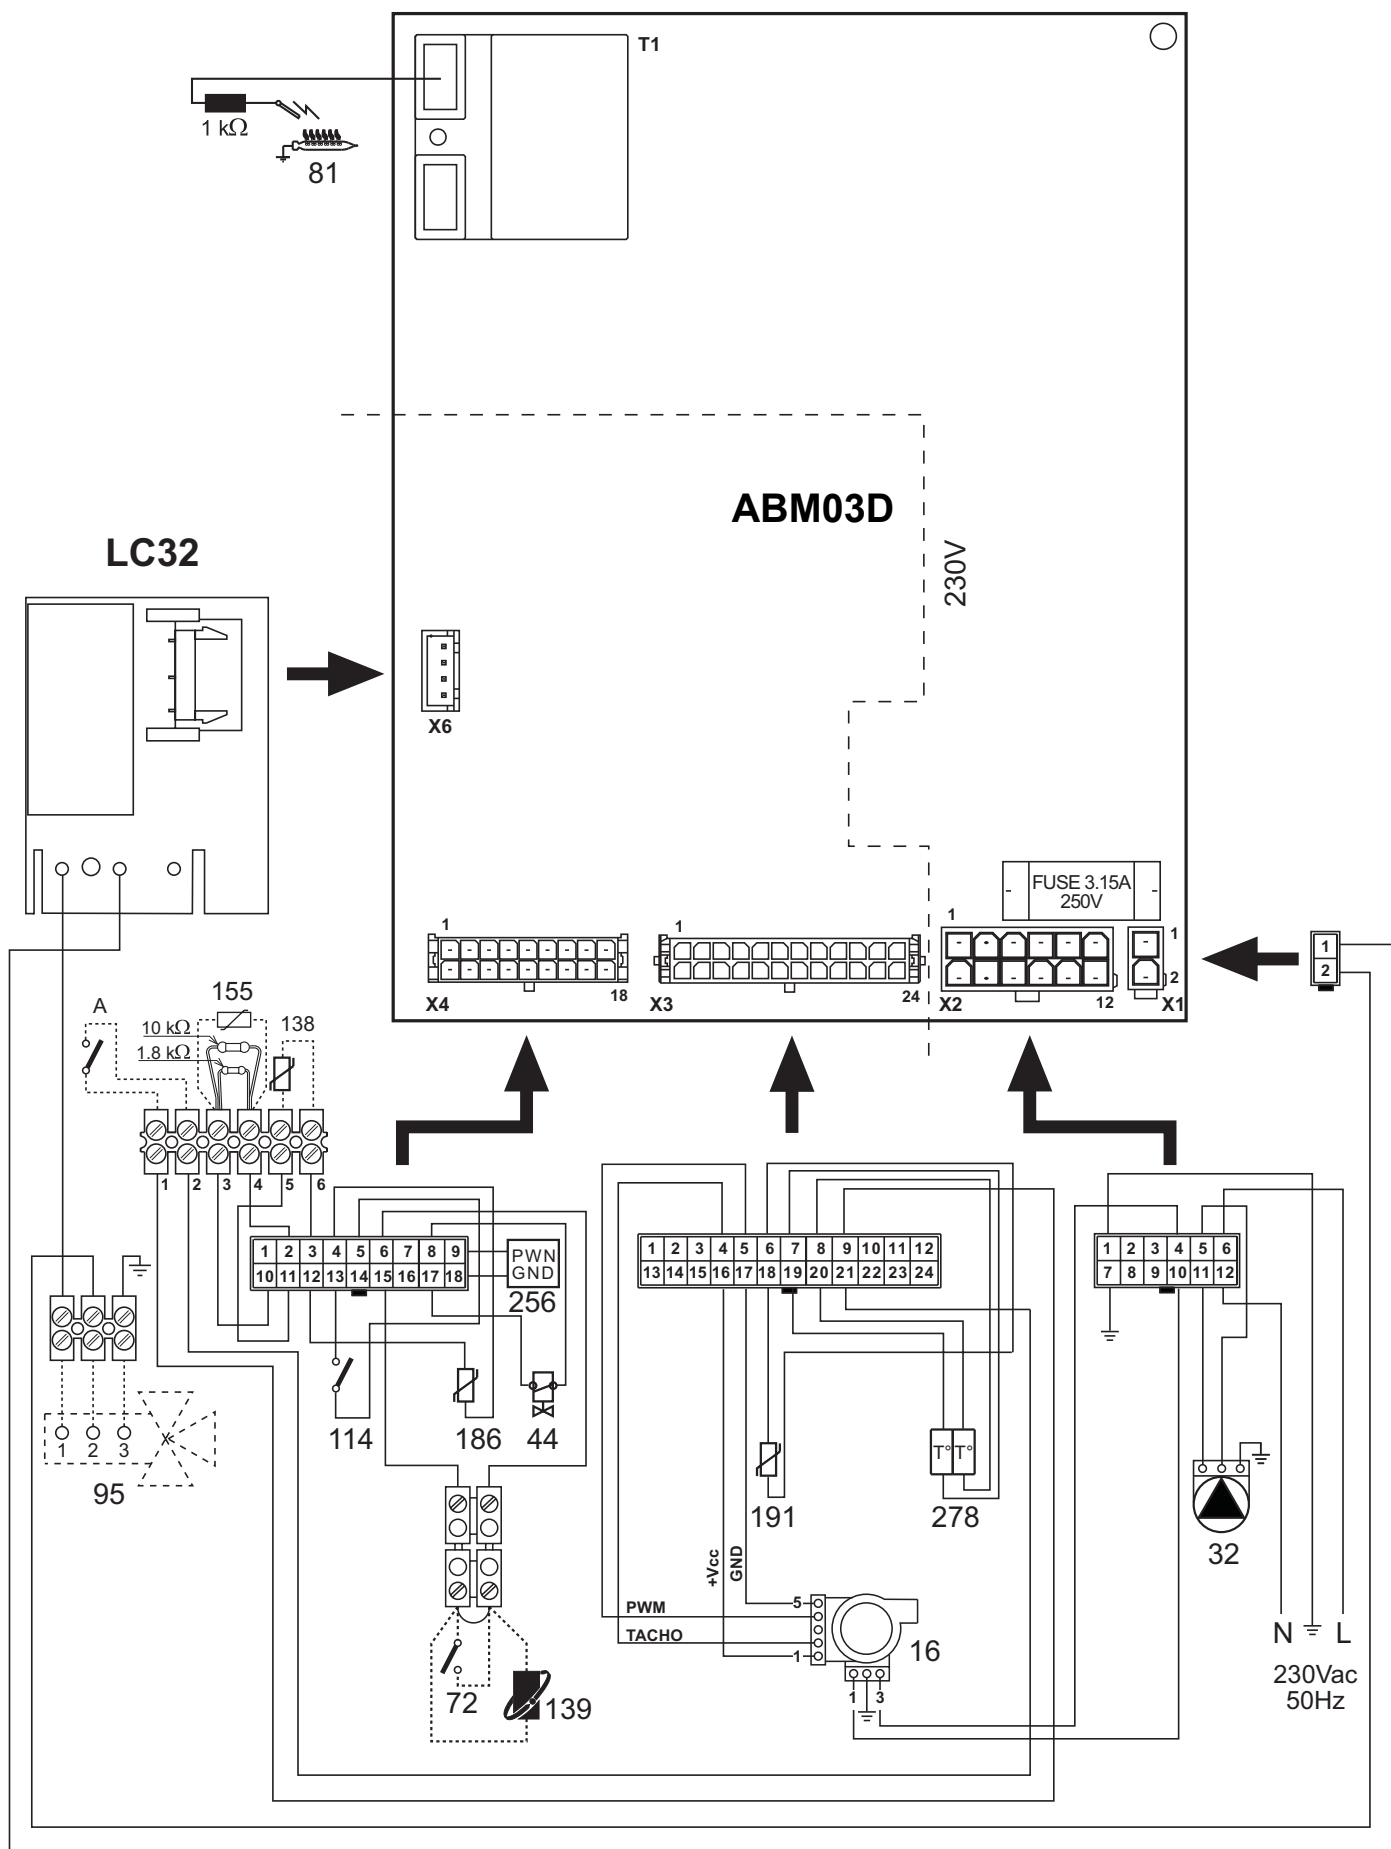 T1
1 kΩ
81
ABM03D
230V
LC32
X6
FUSE 3.15A
250V
1
1
1
1
2
X4
18
X3
24
X2
12
X1
1
2
A
155
10 kΩ
1.8 kΩ
138
1 2 3 4 5 6
1 2 3 4 5 6 7 8 9
10 11 12 13 14 15 16 17 18
PWN
GND
256
1 2 3 4 5 6 7 8 9 10 11 12
13 14 15 16 17 18 19 20 21 22 23 24
1 2 3 4 5 6
7 8 9 10 11 12
1 2 3
95
114
186
44
T° T°
191
278
32
+Vcc
GND
PWM
TACHO
5
1
16
1 3
72
139
N L
230Vac
50Hz